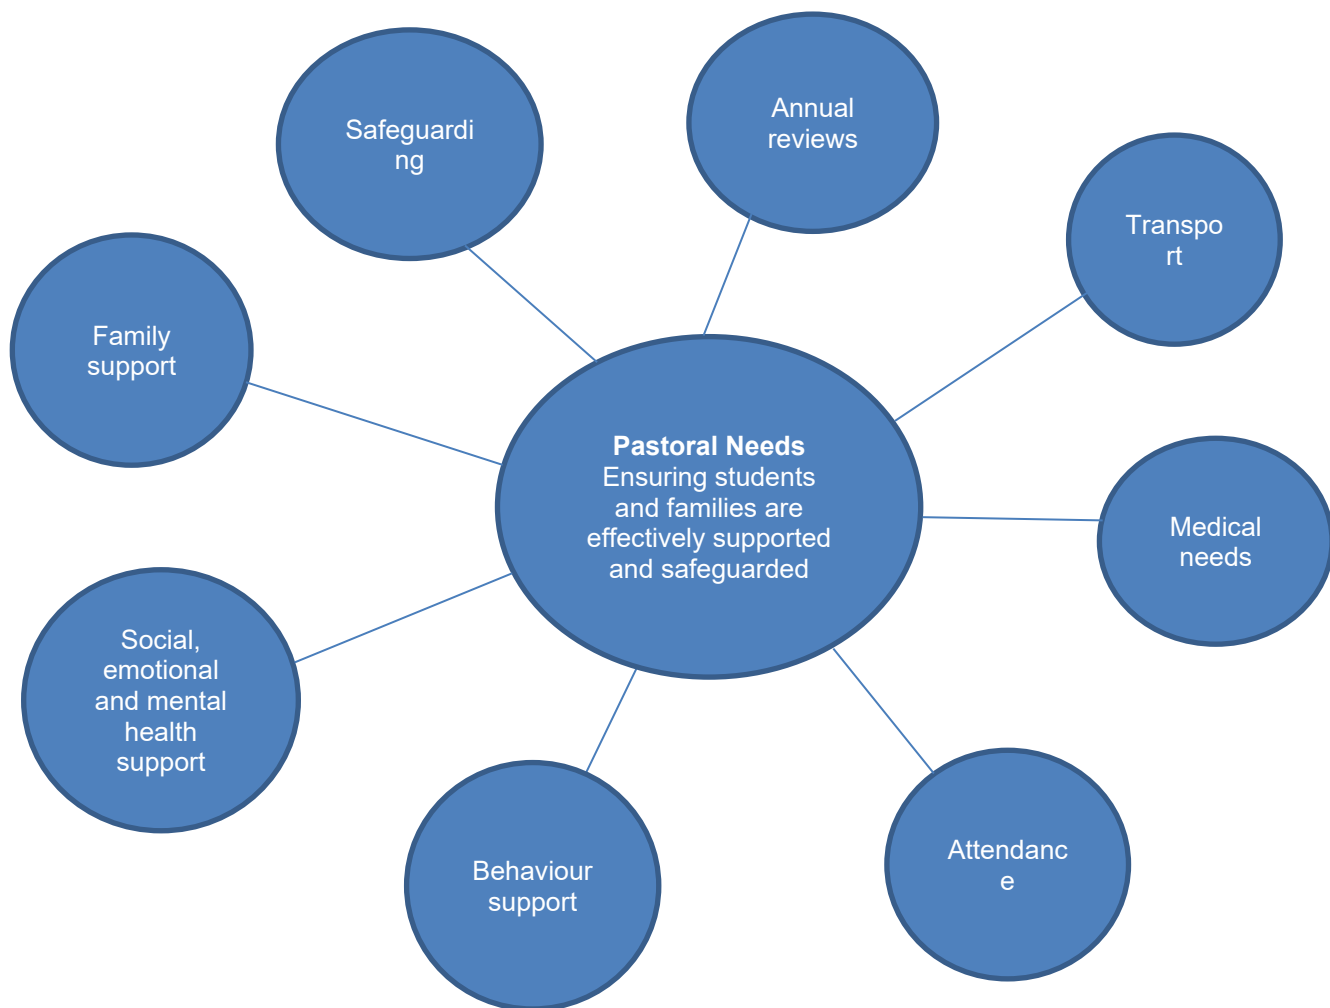 Safeguardi
ng
Annual
reviews
Transpo
rt
Family
support
Pastoral Needs
Ensuring students
and families are
effectively supported
and safeguarded
Medical
needs
Social,
emotional
and mental
health
support
Behaviour
support
Attendanc
e